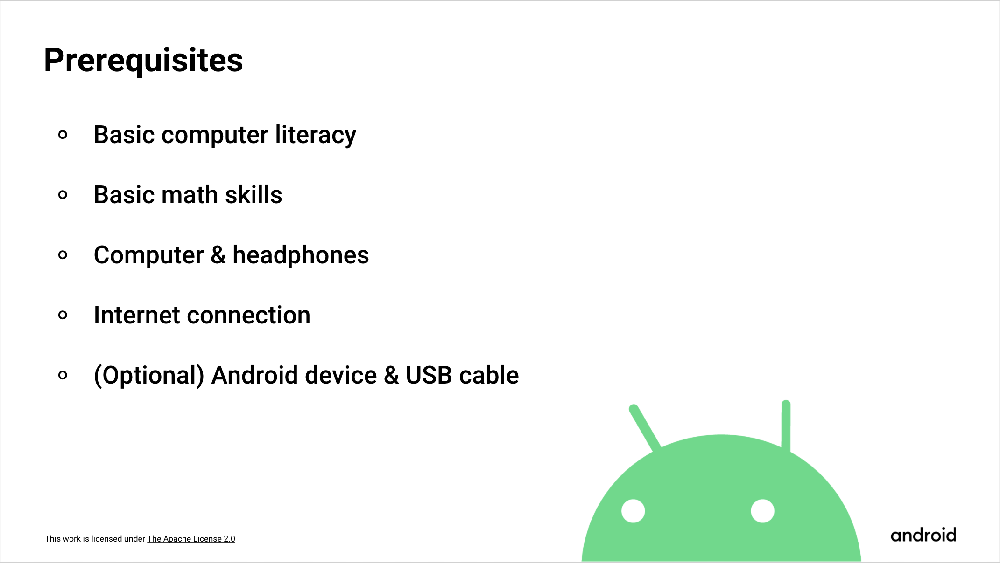 Prerequisites
Basic computer literacy
Basic math skills
Computer & headphones
Internet connection
(Optional) Android device & USB cable
This work is licensed under The Apache License 2.0
android